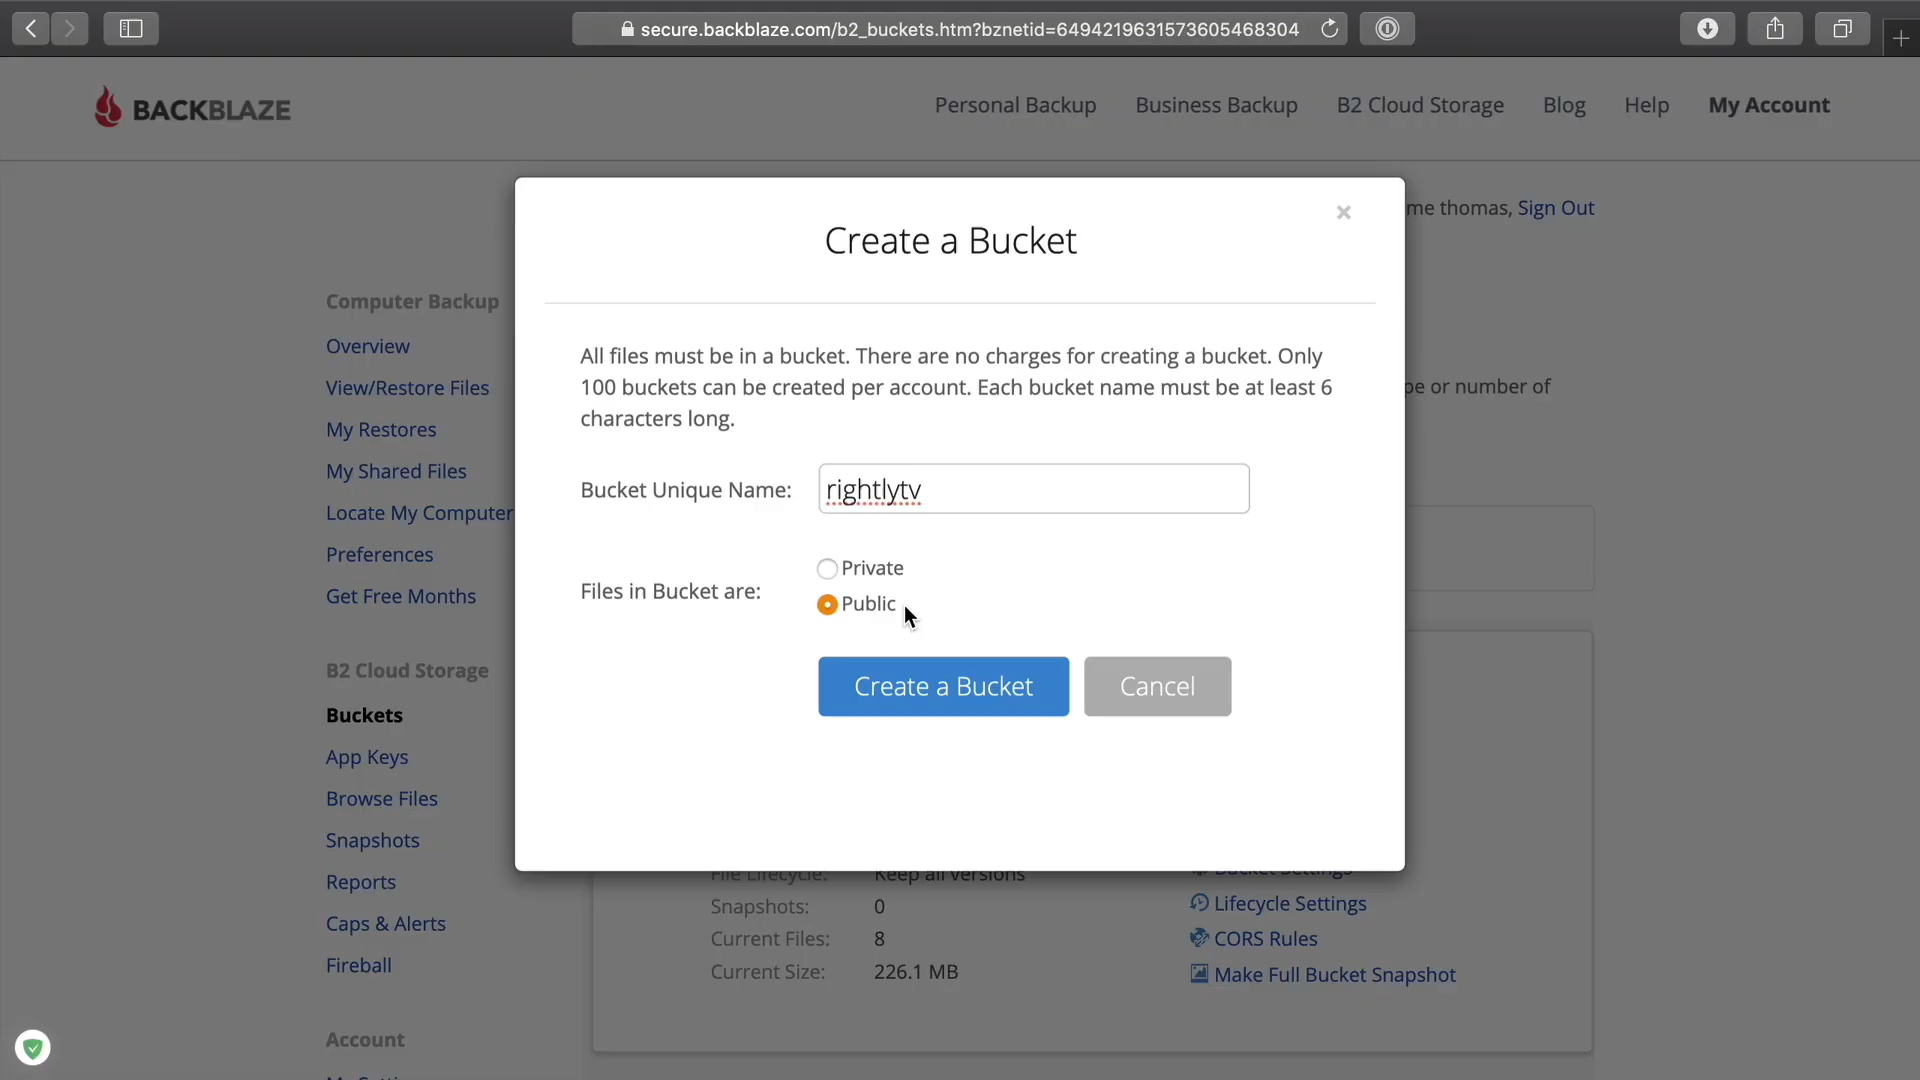 secure.backblaze.com/b2_buckets.htm?bznetid=6494219631573605468304
BACKBLAZE
Personal Backup Business Backup B2 Cloud Storage Blog Help My Account
me thomas, Sign Out
Create a Bucket
All files must be in a bucket. There are no charges for creating a bucket. Only
100 buckets can be created per account. Each bucket name must be at least 6
characters long.
pe or number of
Bucket Unique Name: rightlytv
Files in Bucket are:
Private
Public
Create a Bucket Cancel
Computer Backup
Overview
View/Restore Files
My Restores
My Shared Files
Locate My Computer
Preferences
Get Free Months
B2 Cloud Storage
Buckets
App Keys
Browse Files
Snapshots
Reports
Caps & Alerts
Fireball
Account
File Lifecycle: Keep all versions
Snapshots: 0
Current Files: 8
Current Size: 226.1 MB
Bucket Settings
Lifecycle Settings
CORS Rules
Make Full Bucket Snapshot